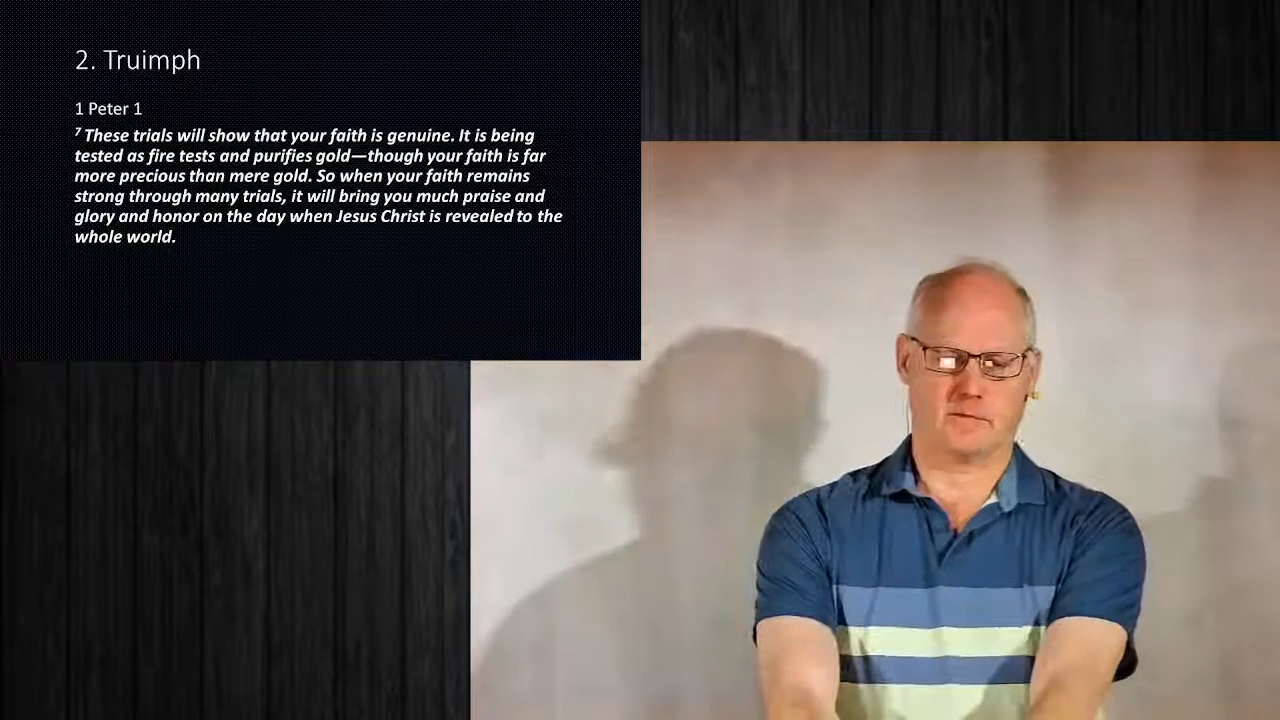 2. Truimph
1 Peter 1
7 These trials will show that your faith is genuine. It is being
tested as fire tests and purifies gold—though your faith is far
more precious than mere gold. So when your faith remains
strong through many trials, it will bring you much praise and
glory and honor on the day when Jesus Christ is revealed to the
whole world.